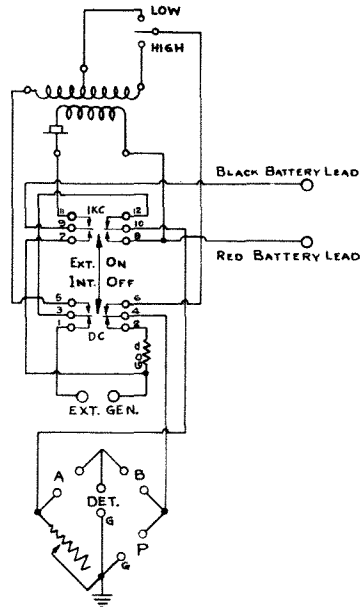 LOW
HIGH
BLACK BATTERY LEAD
11 1KC 12
9 10
7 8
RED BATTERY LEAD
EXT. ON
INT. OFF
5 6
3 4
1 DC 2
EXT. GEN.
A B
DET.
G P
G